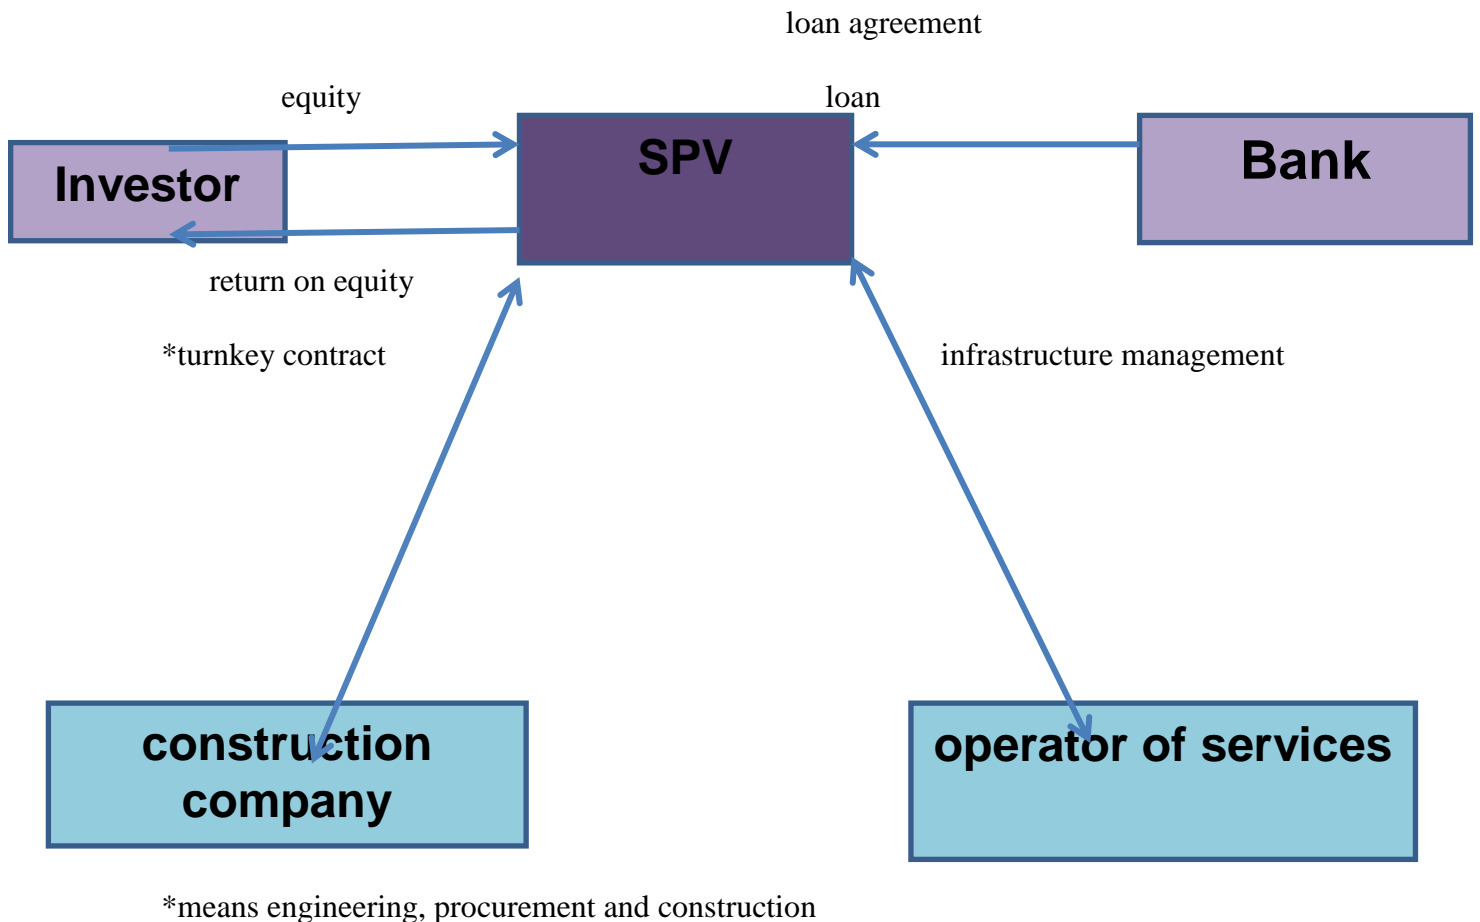 loan agreement
equity
loan
SPV
Bank
Investor
return on equity
*turnkey contract
infrastructure management
construction
company
operator of services
*means engineering, procurement and construction